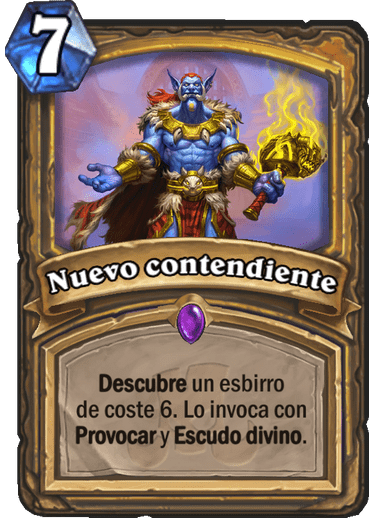 7
Nuevo contendiente
Descubre un esbirro
de coste 6. Lo invoca con
Provocar y Escudo divino.